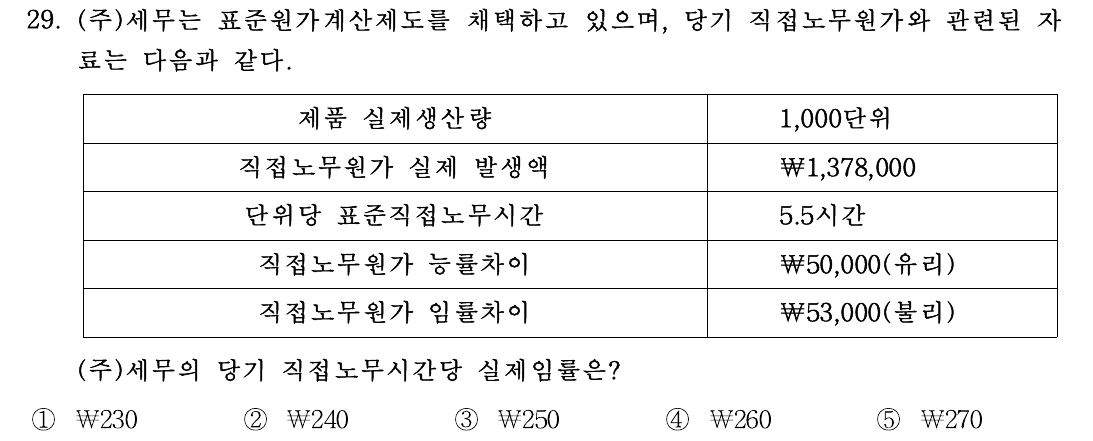 29. (주)세무는 표준원가계산제도를 채택하고 있으며, 당기 직접노무원가와 관련된 자
료는 다음과 같다.
제품 실제생산량 1,000단위
직접노무원가 실제 발생액 ₩1,378,000
단위당 표준직접노무시간 5.5시간
직접노무원가 능률차이 ₩50,000(유리)
직접노무원가 임률차이 ₩53,000(불리)
(주)세무의 당기 직접노무시간당 실제임률은?
① ₩230 ② ₩240 ③ ₩250 ④ ₩260 ⑤ ₩270